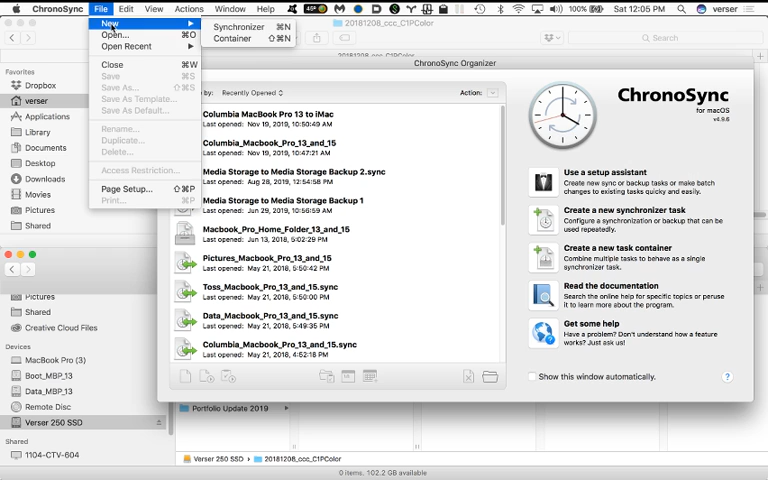 ChronoSync File Edit View Actions Window Help
45° 100% Sat 12:05 PM verser
New
Open... ⌘O
Open Recent
Close ⌘W
Save ⌘S
Save As... ⇧⌘S
Save As Template...
Save As Default...
Rename...
Duplicate...
Delete...
Access Restriction...
Page Setup... ⇧⌘P
Print... ⌘P
Synchronizer ⌘N
Container ⇧⌘N
20181208_ccc_C1PColor
Search
20181208_ccc_C1PColor
Favorites
Dropbox
verser
Applications
Library
Documents
Desktop
Downloads
Movies
Pictures
Shared
Pictures
Shared
Creative Cloud Files
Devices
MacBook Pro (3)
Boot_MBP_13
Data_MBP_13
Remote Disc
Verser 250 SSD
Shared
1104-CTV-604
ChronoSync Organizer
by: Recently Opened
Action:
Columbia MacBook Pro 13 to iMac
Last opened: Nov 19, 2019, 10:50:49 AM
Columbia_Macbook_Pro_13_and_15
Last opened: Nov 19, 2019, 10:47:21 AM
Media Storage to Media Storage Backup 2.sync
Last opened: Aug 28, 2019, 12:54:58 PM
Media Storage to Media Storage Backup 1
Last opened: Jun 29, 2019, 10:56:59 AM
Macbook_Pro_Home_Folder_13_and_15
Last opened: Jun 13, 2018, 5:02:29 PM
Pictures_Macbook_Pro_13_and_15
Last opened: May 21, 2018, 5:50:42 PM
Toss_Macbook_Pro_13_and_15.sync
Last opened: May 21, 2018, 5:50:00 PM
Data_Macbook_Pro_13_and_15.sync
Last opened: May 21, 2018, 5:49:35 PM
Columbia_Macbook_Pro_13_and_15.sync
Last opened: May 21, 2018, 4:52:18 PM
ChronoSync
for macOS
v4.9.6
Use a setup assistant
Create new sync or backup tasks or make batch
changes to existing tasks quickly and easily.
Create a new synchronizer task
Configure a synchronization or backup that can be
used repeatedly.
Create a new task container
Combine multiple tasks to behave as a single
synchronizer task.
Read the documentation
Search the online help for specific topics or peruse
it to learn more about the program.
Get some help
Have a problem? Don't understand how a feature
works? Just ask us!
Show this window automatically. ?
Portfolio Update 2019
Verser 250 SSD 20181208_ccc_C1PColor
0 items, 102.2 GB available